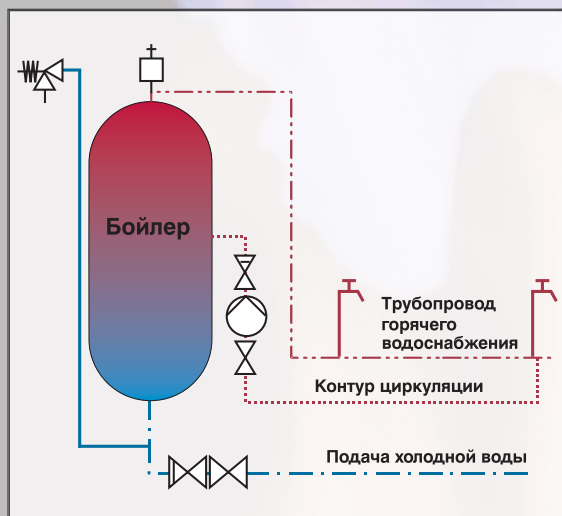 Бойлер
Трубопровод
горячего
водоснабжения
Контур циркуляции
Подача холодной воды